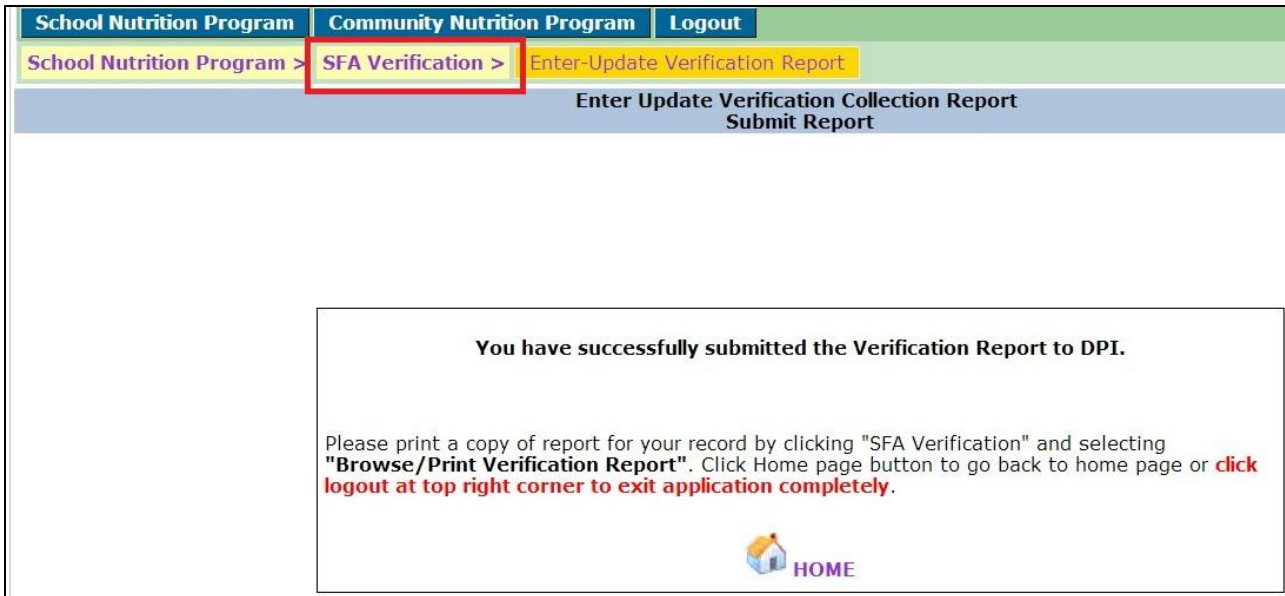 School Nutrition Program Community Nutrition Program Logout
School Nutrition Program > SFA Verification > Enter-Update Verification Report
Enter Update Verification Collection Report
Submit Report
You have successfully submitted the Verification Report to DPI.
Please print a copy of report for your record by clicking "SFA Verification" and selecting
"Browse/Print Verification Report". Click Home page button to go back to home page or click
logout at top right corner to exit application completely.
HOME